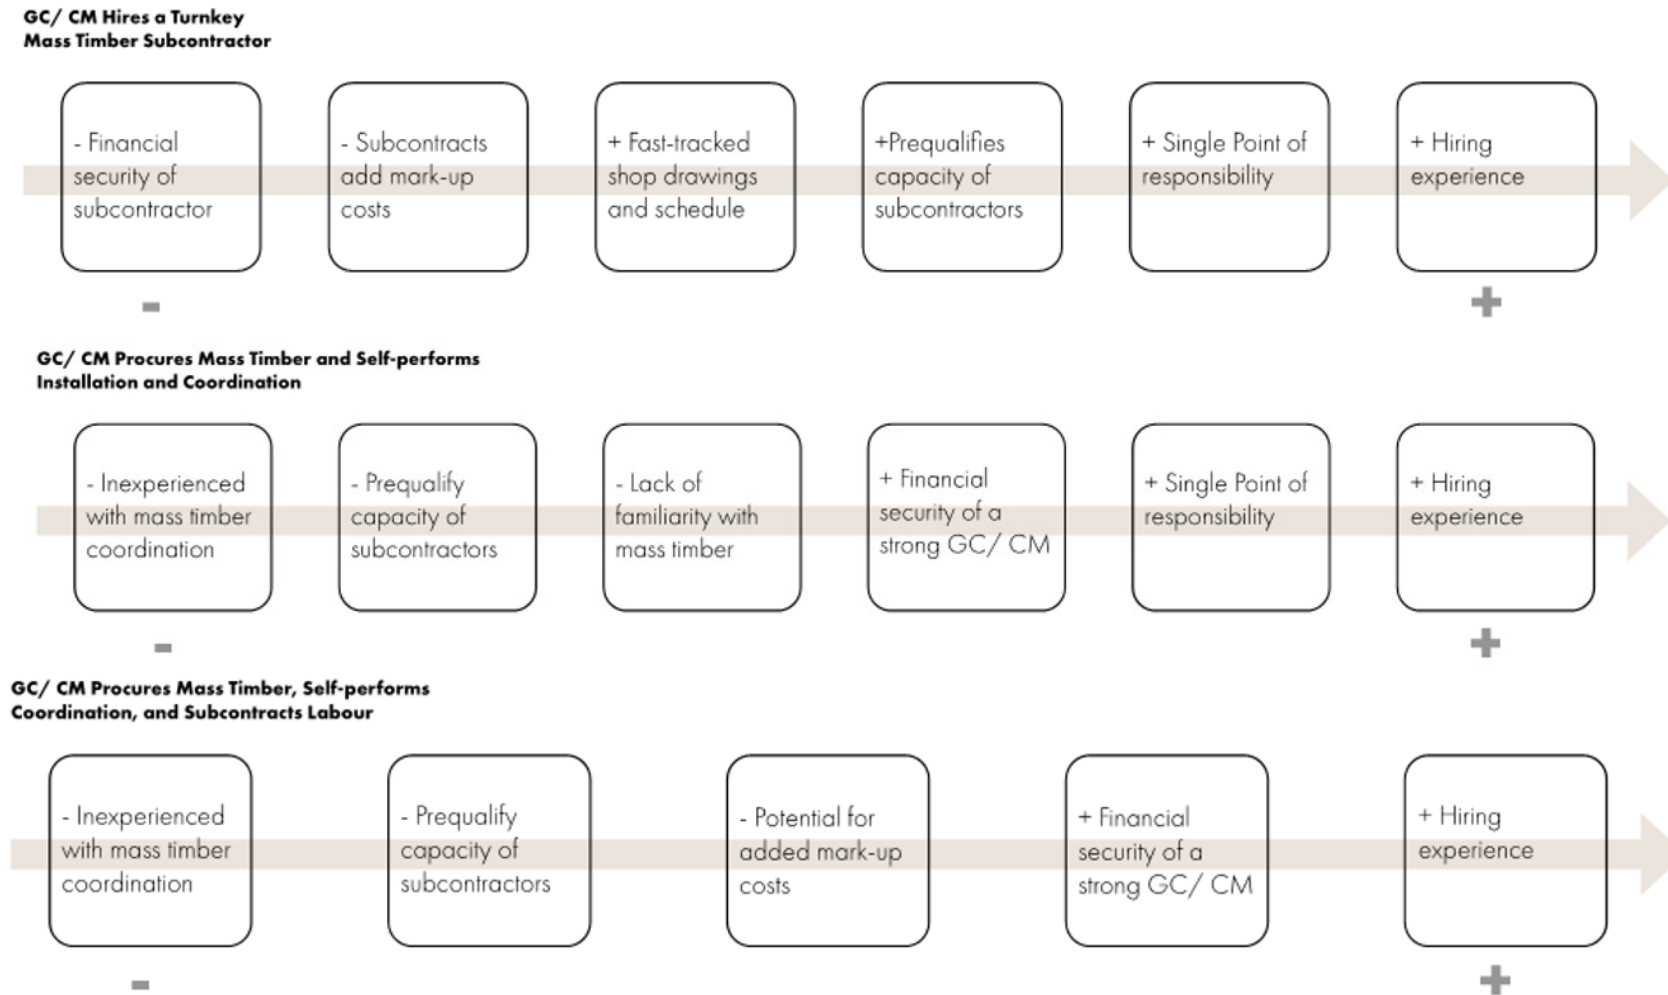 GC/ CM Hires a Turnkey
Mass Timber Subcontractor
- Financial
security of
subcontractor
- Subcontracts
add mark-up
costs
+ Fast-tracked
shop drawings
and schedule
+Prequalifies
capacity of
subcontractors
+ Single Point of
responsibility
+ Hiring
experience
-
+
GC/ CM Procures Mass Timber and Self-performs
Installation and Coordination
- Inexperienced
with mass timber
coordination
- Prequalify
capacity of
subcontractors
- Lack of
familiarity with
mass timber
+ Financial
security of a
strong GC/ CM
+ Single Point of
responsibility
+ Hiring
experience
-
+
GC/ CM Procures Mass Timber, Self-performs
Coordination, and Subcontracts Labour
- Inexperienced
with mass timber
coordination
- Prequalify
capacity of
subcontractors
- Potential for
added mark-up
costs
+ Financial
security of a
strong GC/ CM
+ Hiring
experience
-
+